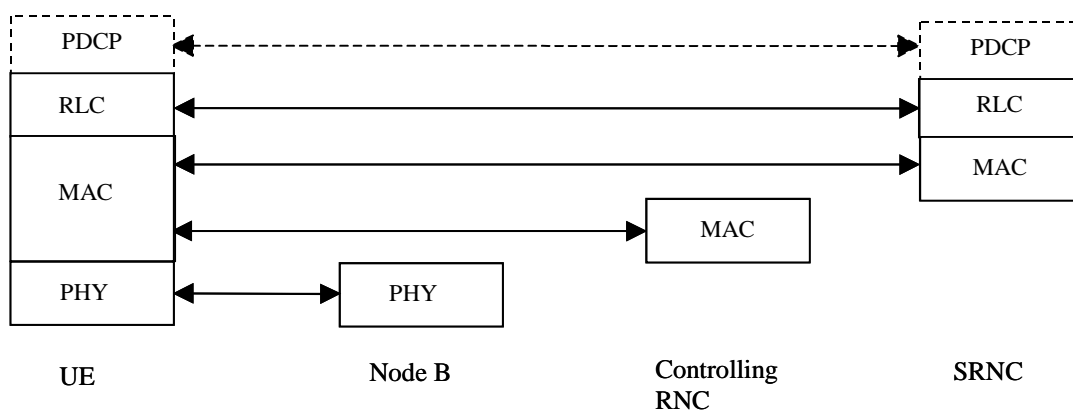 PDCP
PDCP
RLC
RLC
MAC
MAC
MAC
PHY
PHY
UE
Node B
Controlling
RNC
SRNC